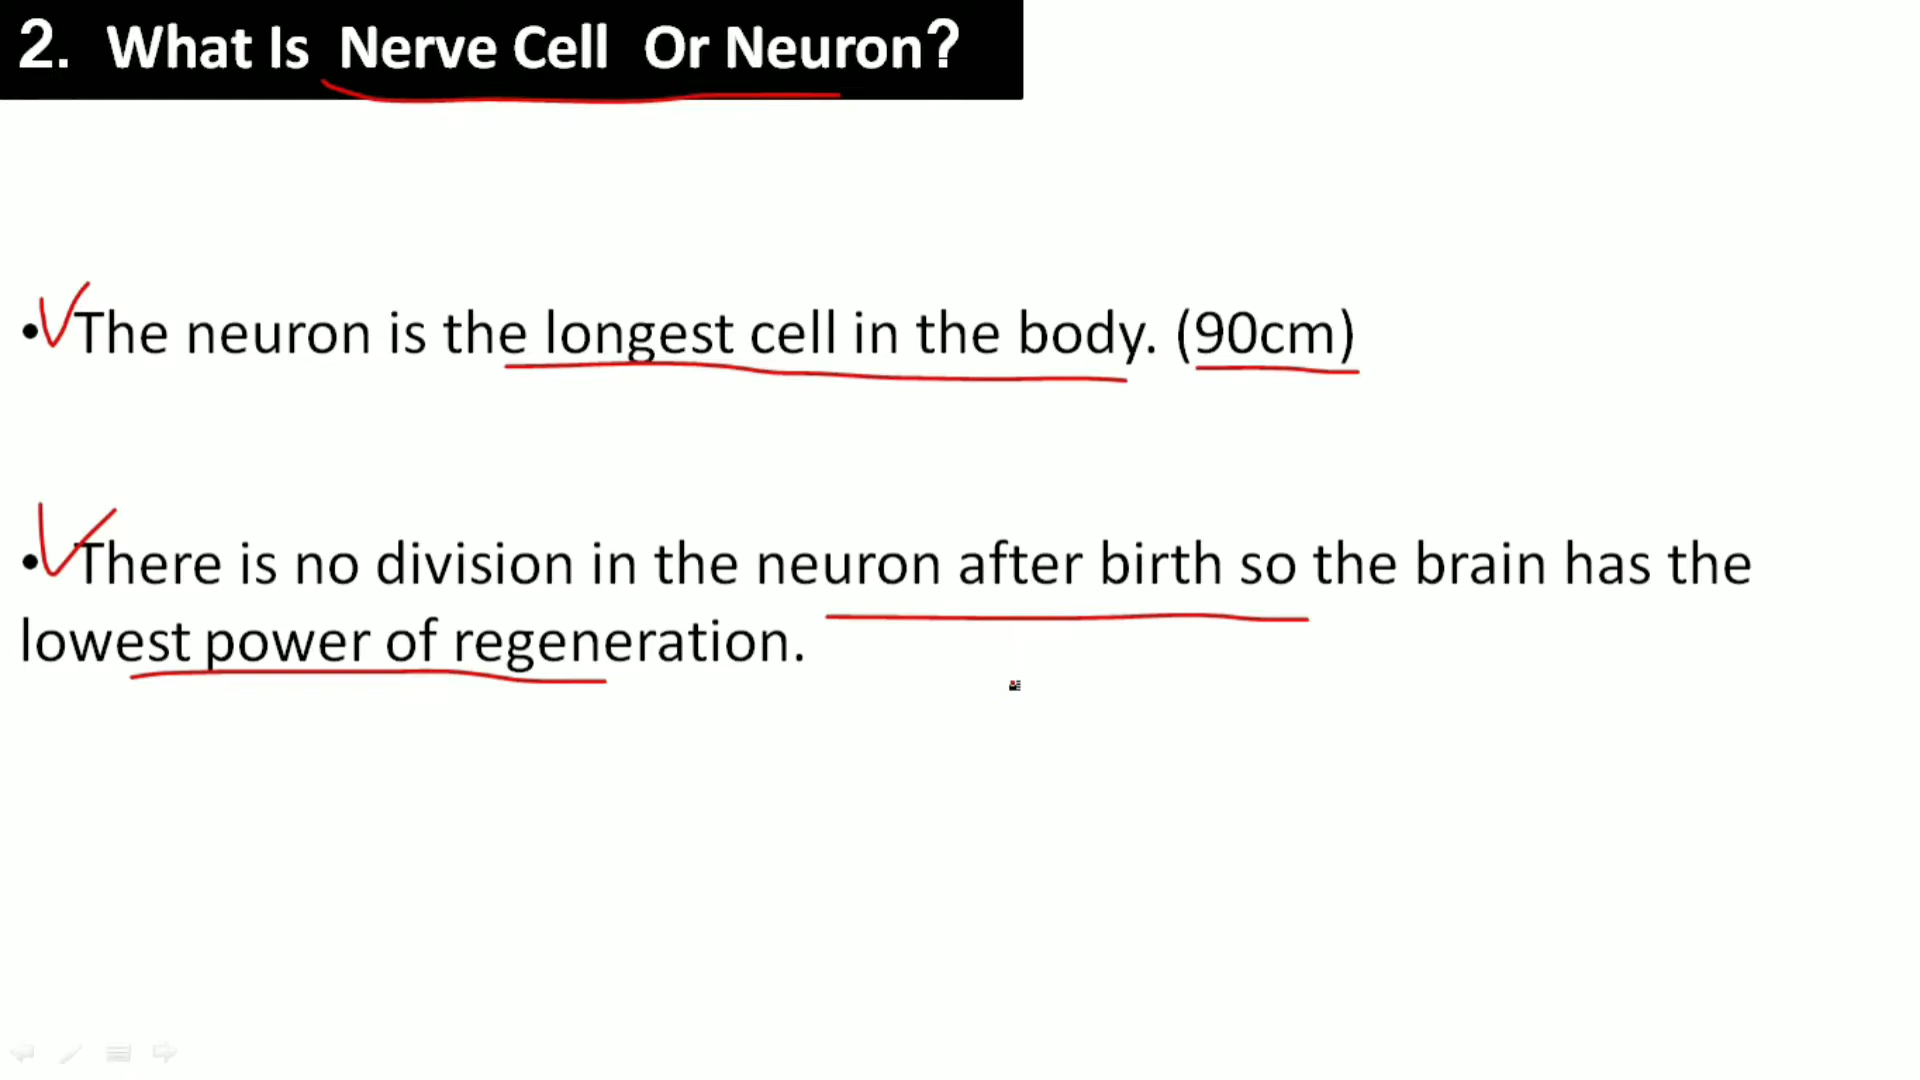 2. What Is Nerve Cell Or Neuron?
•The neuron is the longest cell in the body. (90cm)
•There is no division in the neuron after birth so the brain has the
lowest power of regeneration.